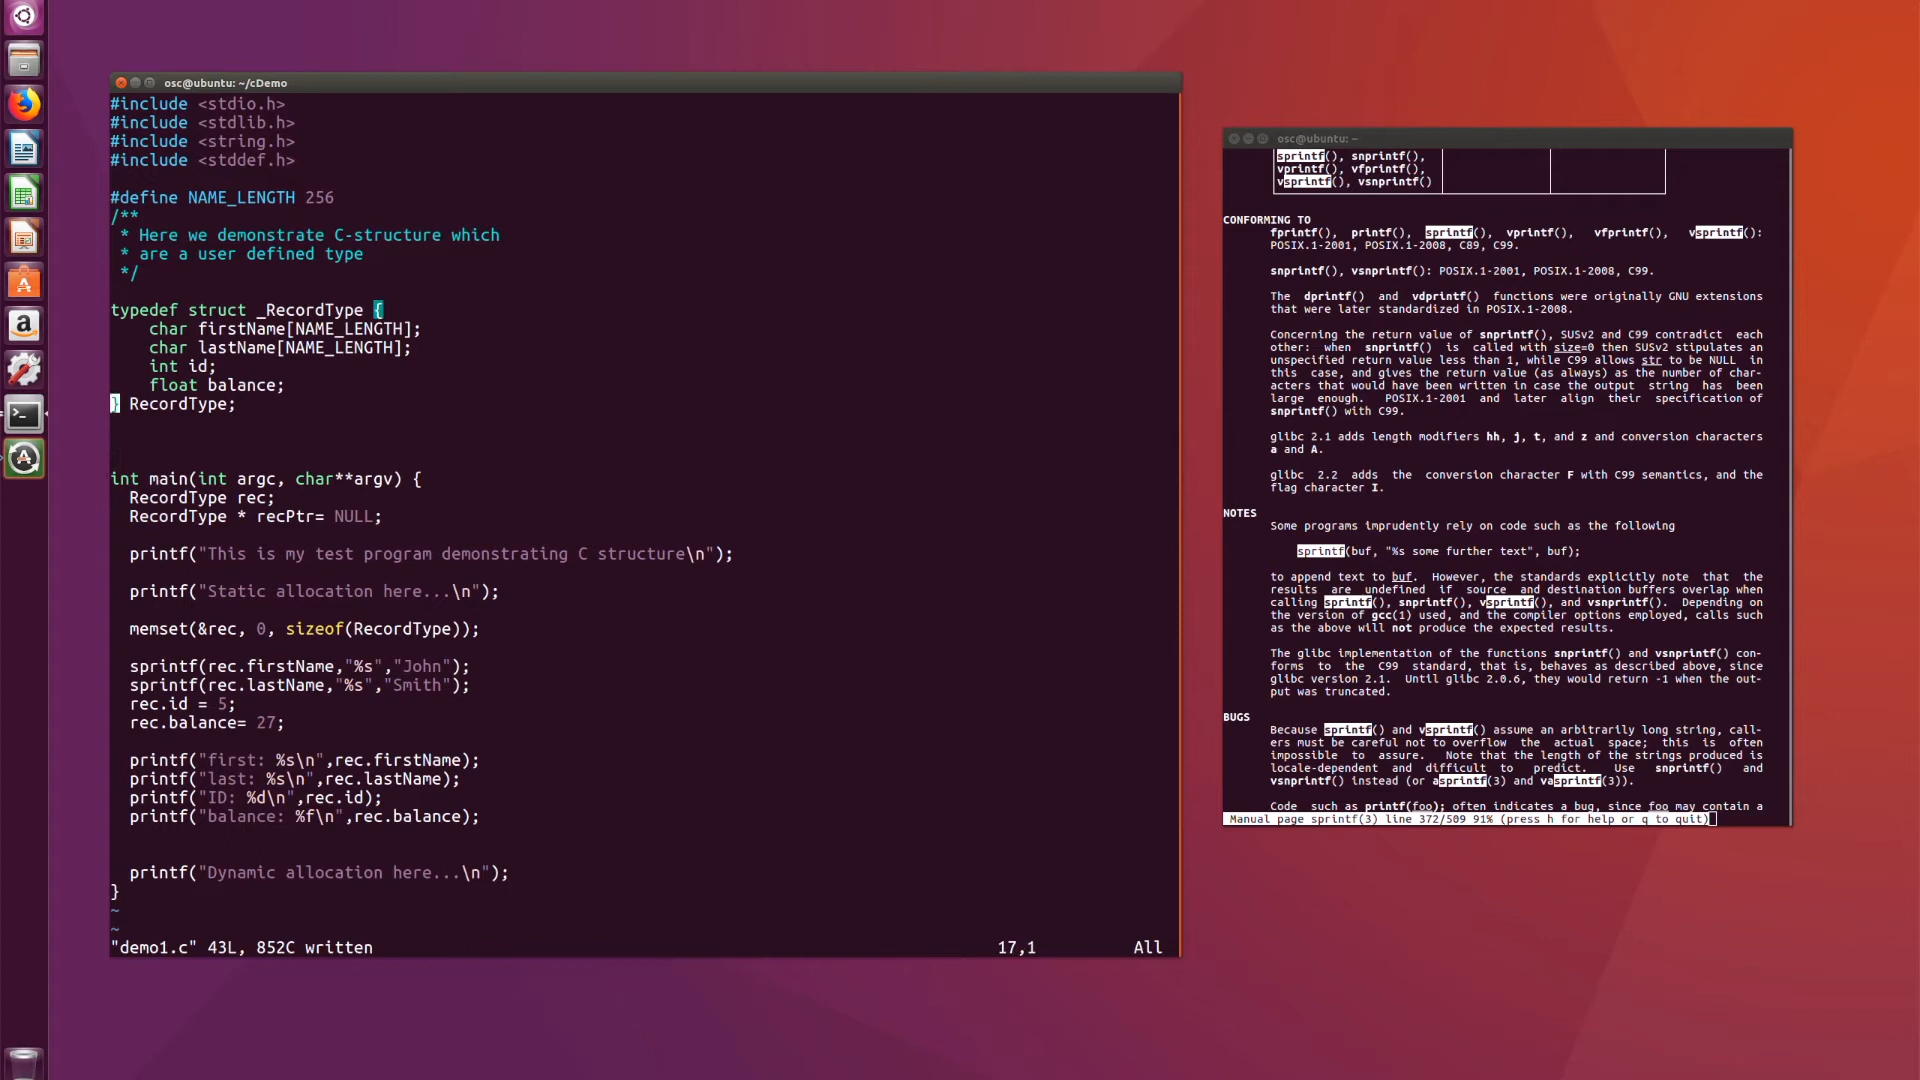 osc@ubuntu: ~/cDemo
#include <stdio.h>
#include <stdlib.h>
#include <string.h>
#include <stddef.h>
#define NAME_LENGTH 256
/**
 * Here we demonstrate C-structure which
 * are a user defined type
 */
typedef struct _RecordType {
    char firstName[NAME_LENGTH];
    char lastName[NAME_LENGTH];
    int id;
    float balance;
} RecordType;
int main(int argc, char**argv) {
  RecordType rec;
  RecordType * recPtr= NULL;
  printf("This is my test program demonstrating C structure\n");
  printf("Static allocation here...\n");
  memset(&rec, 0, sizeof(RecordType));
  sprintf(rec.firstName,"%s","John");
  sprintf(rec.lastName,"%s","Smith");
  rec.id = 5;
  rec.balance= 27;
  printf("first: %s\n",rec.firstName);
  printf("last: %s\n",rec.lastName);
  printf("ID: %d\n",rec.id);
  printf("balance: %f\n",rec.balance);
  printf("Dynamic allocation here...\n");
}
~
~
"demo1.c" 43L, 852C written 17,1 All
osc@ubuntu: ~
sprintf(), snprintf(),
vprintf(), vfprintf(),
vsprintf(), vsnprintf()
CONFORMING TO
fprintf(), printf(), sprintf(), vprintf(), vfprintf(), vsprintf():
POSIX.1-2001, POSIX.1-2008, C89, C99.
snprintf(), vsnprintf(): POSIX.1-2001, POSIX.1-2008, C99.
The dprintf() and vdprintf() functions were originally GNU extensions
that were later standardized in POSIX.1-2008.
Concerning the return value of snprintf(), SUSv2 and C99 contradict each
other: when snprintf() is called with size=0 then SUSv2 stipulates an
unspecified return value less than 1, while C99 allows str to be NULL in
this case, and gives the return value (as always) as the number of char-
acters that would have been written in case the output string has been
large enough. POSIX.1-2001 and later align their specification of
snprintf() with C99.
glibc 2.1 adds length modifiers hh, j, t, and z and conversion characters
a and A.
glibc 2.2 adds the conversion character F with C99 semantics, and the
flag character I.
NOTES
Some programs imprudently rely on code such as the following
sprintf(buf, "%s some further text", buf);
to append text to buf. However, the standards explicitly note that the
results are undefined if source and destination buffers overlap when
calling sprintf(), snprintf(), vsprintf(), and vsnprintf(). Depending on
the version of gcc(1) used, and the compiler options employed, calls such
as the above will not produce the expected results.
The glibc implementation of the functions snprintf() and vsnprintf() con-
forms to the C99 standard, that is, behaves as described above, since
glibc version 2.1. Until glibc 2.0.6, they would return -1 when the out-
put was truncated.
BUGS
Because sprintf() and vsprintf() assume an arbitrarily long string, call-
ers must be careful not to overflow the actual space; this is often
impossible to assure. Note that the length of the strings produced is
locale-dependent and difficult to predict. Use snprintf() and
vsnprintf() instead (or asprintf(3) and vasprintf(3)).
Code such as printf(foo); often indicates a bug, since foo may contain a
Manual page sprintf(3) line 372/509 91% (press h for help or q to quit)